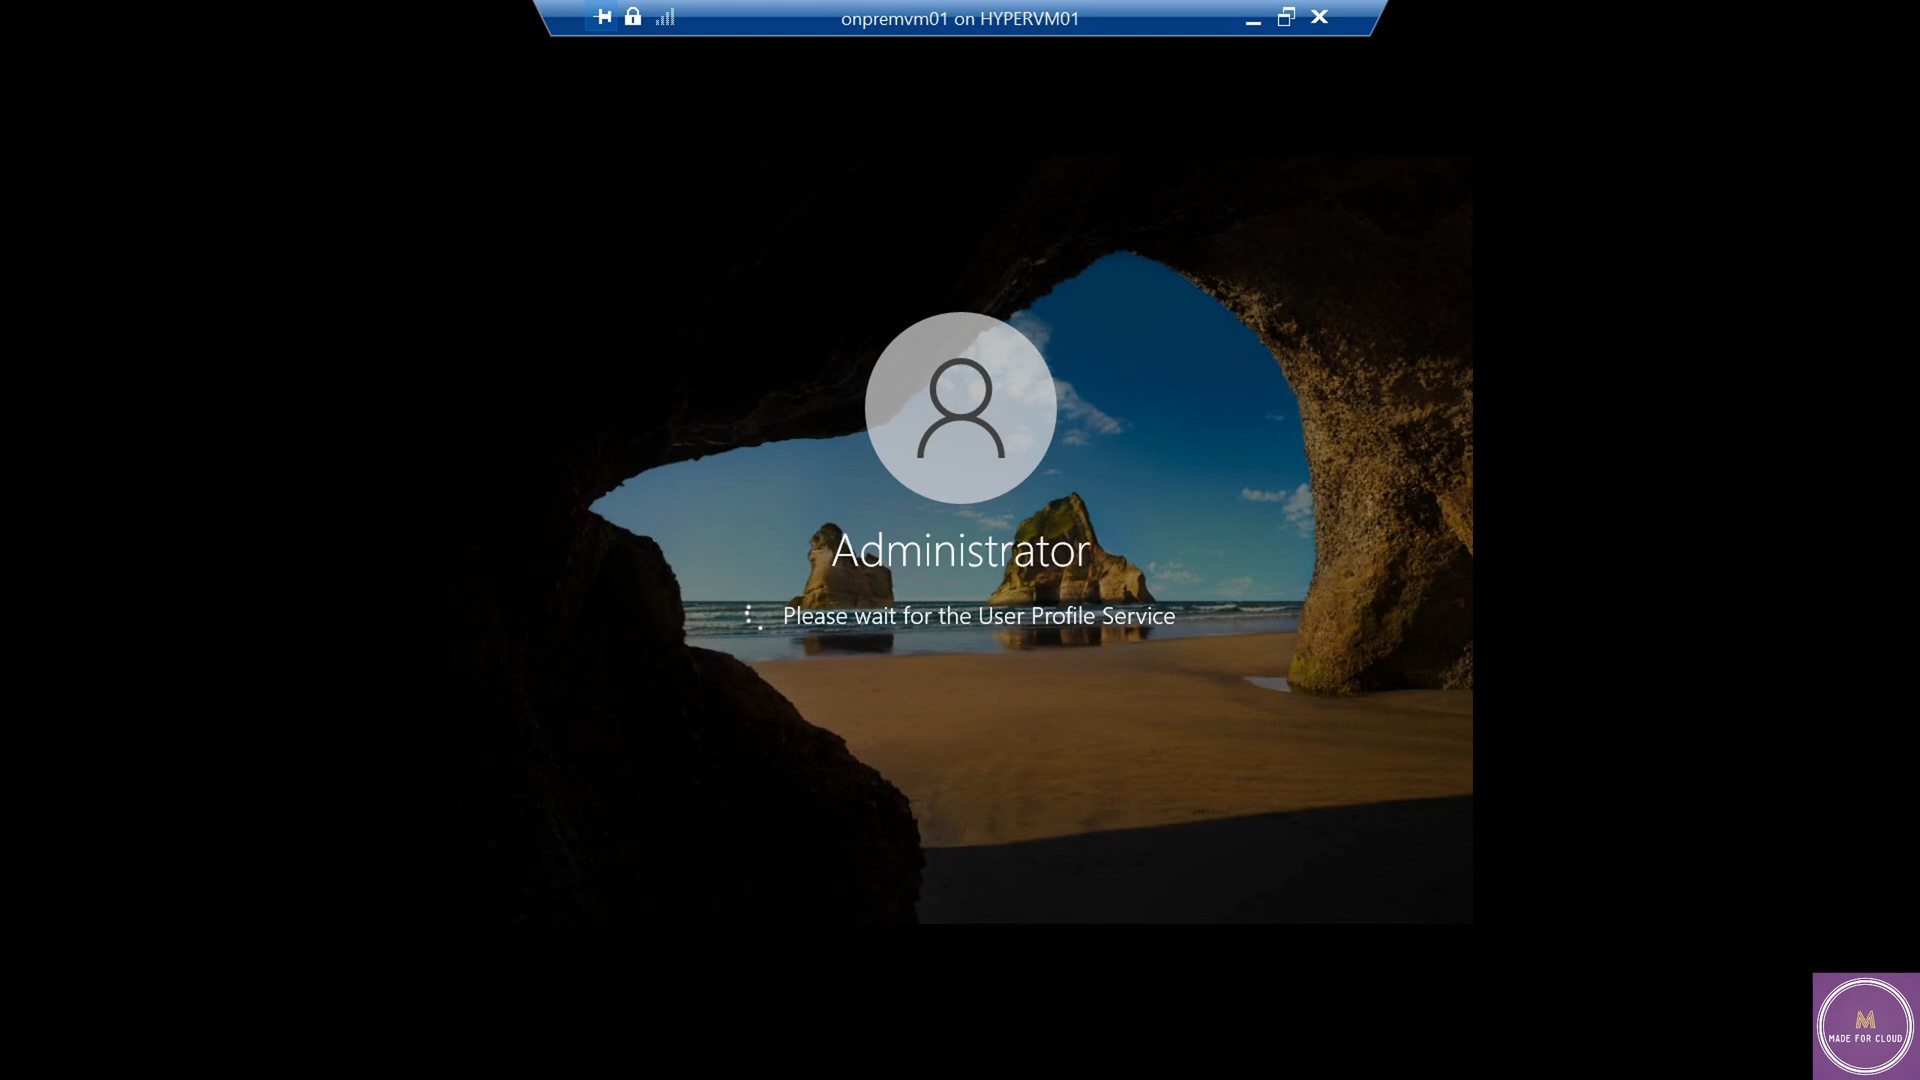 onpremvm01 on HYPERVM01
Administrator
Please wait for the User Profile Service
M
MADE FOR CLOUD